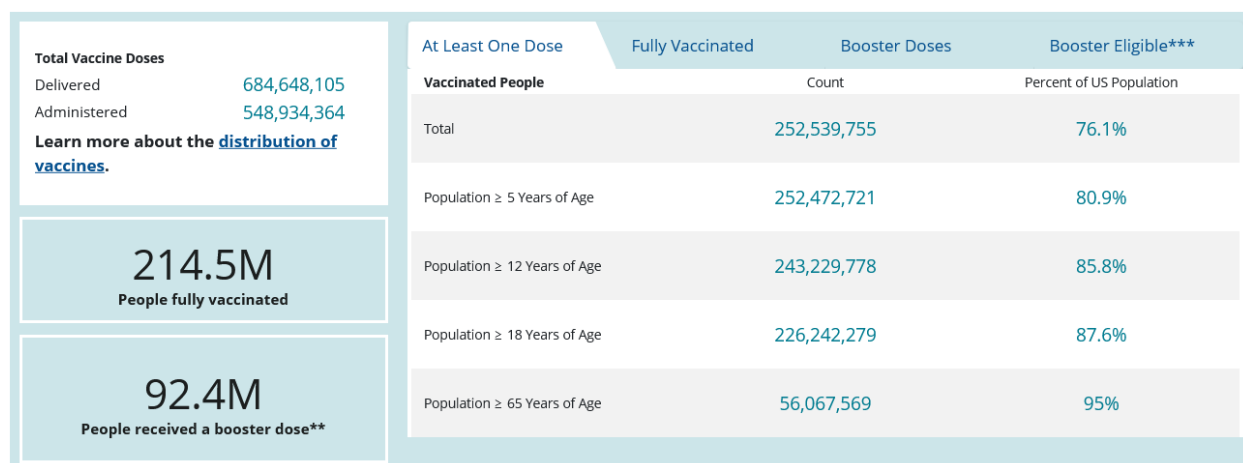 Total Vaccine Doses
Delivered 684,648,105
Administered 548,934,364
Learn more about the distribution of
vaccines.
214.5M
People fully vaccinated
92.4M
People received a booster dose**
At Least One Dose Fully Vaccinated Booster Doses Booster Eligible***
Vaccinated People Count Percent of US Population
Total 252,539,755 76.1%
Population ≥ 5 Years of Age 252,472,721 80.9%
Population ≥ 12 Years of Age 243,229,778 85.8%
Population ≥ 18 Years of Age 226,242,279 87.6%
Population ≥ 65 Years of Age 56,067,569 95%